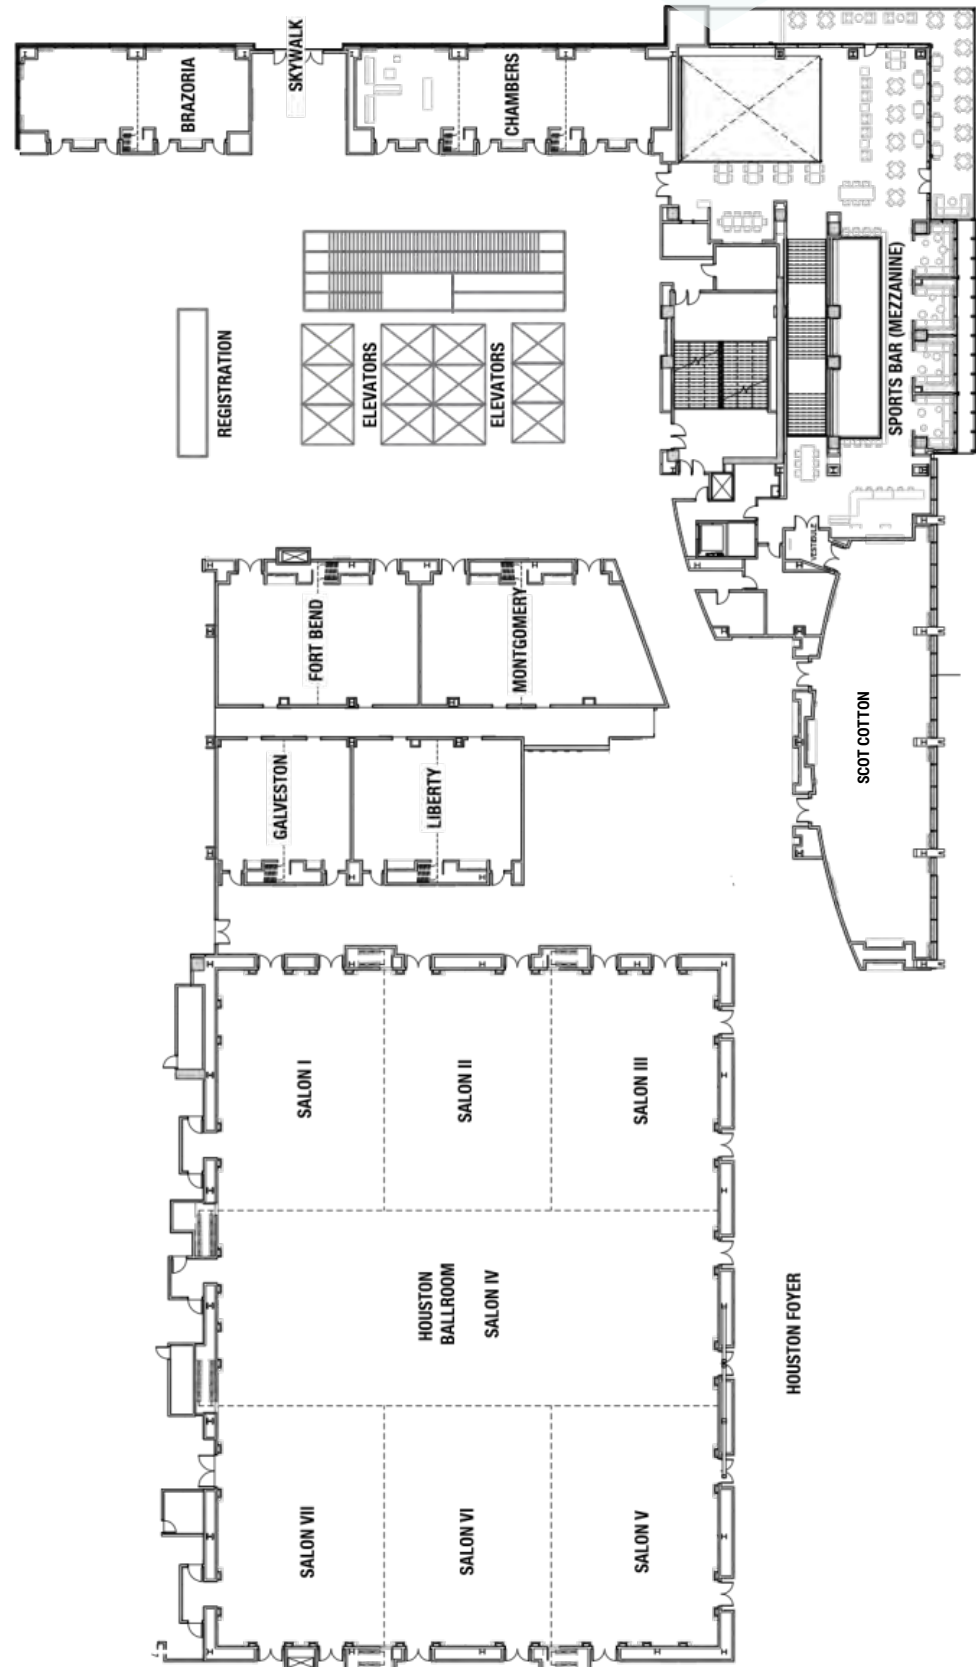 SKYWALK
BRAZORIA
CHAMBERS
REGISTRATION
ELEVATORS
ELEVATORS
SPORTS BAR (MEZZANINE)
VESTIBULE
FORT BEND
MONTGOMERY
SCOT COTTON
GALVESTON
LIBERTY
SALON I
SALON II
SALON III
HOUSTON
BALLROOM
SALON IV
HOUSTON FOYER
SALON VII
SALON VI
SALON V